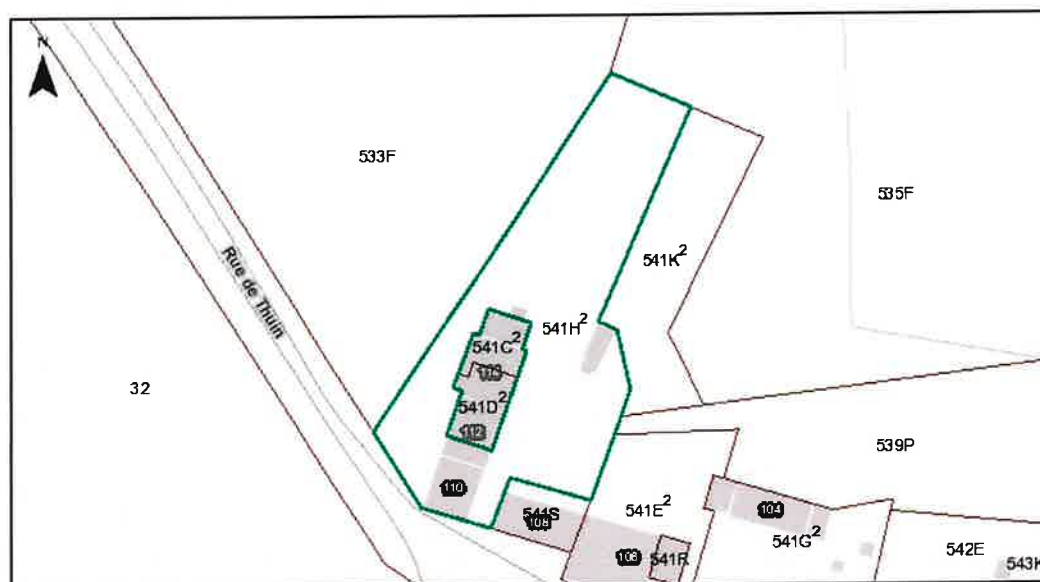 N
533F
535F
Rue de Thuin
541K²
541H²
541C²
32
541D²
112
539P
110
541S
108
541E²
104
541G²
106
541R
542E
543K